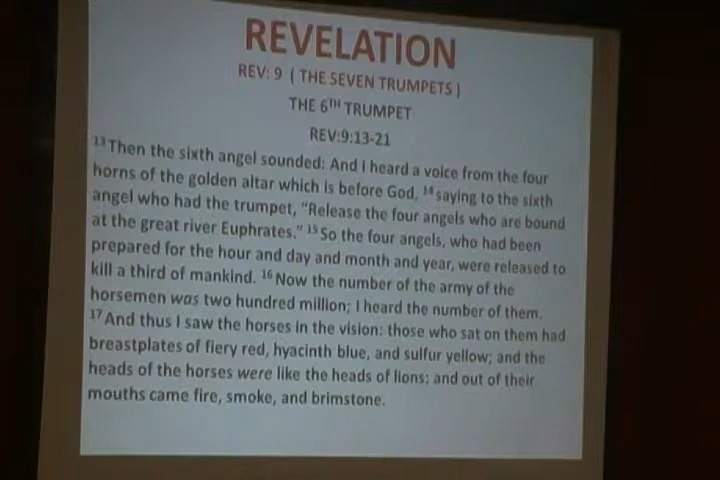 REVELATION
REV: 9 ( THE SEVEN TRUMPETS )
THE 6TH TRUMPET
REV:9:13-21
13 Then the sixth angel sounded: And I heard a voice from the four
horns of the golden altar which is before God, 14 saying to the sixth
angel who had the trumpet, “Release the four angels who are bound
at the great river Euphrates.” 15 So the four angels, who had been
prepared for the hour and day and month and year, were released to
kill a third of mankind. 16 Now the number of the army of the
horsemen was two hundred million; I heard the number of them.
17 And thus I saw the horses in the vision: those who sat on them had
breastplates of fiery red, hyacinth blue, and sulfur yellow; and the
heads of the horses were like the heads of lions; and out of their
mouths came fire, smoke, and brimstone.